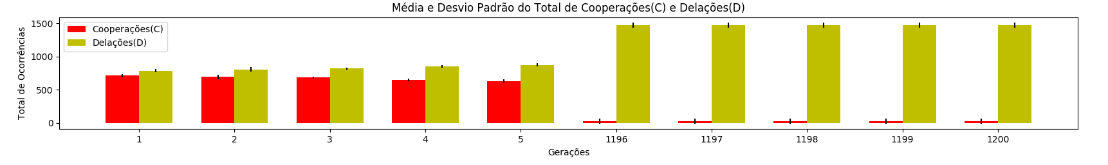 Média e Desvio Padrão do Total de Cooperações(C) e Delações(D)
Total de Ocorrências
1500
1000
500
0
Cooperações(C)
Delações(D)
1 2 3 4 5 1196 1197 1198 1199 1200
Gerações